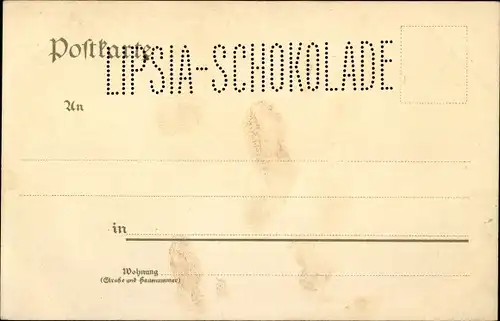 Postkarte
LIPSIA-SCHOKOLADE
An
in
Wohnung
(Straße und Hausnummer)